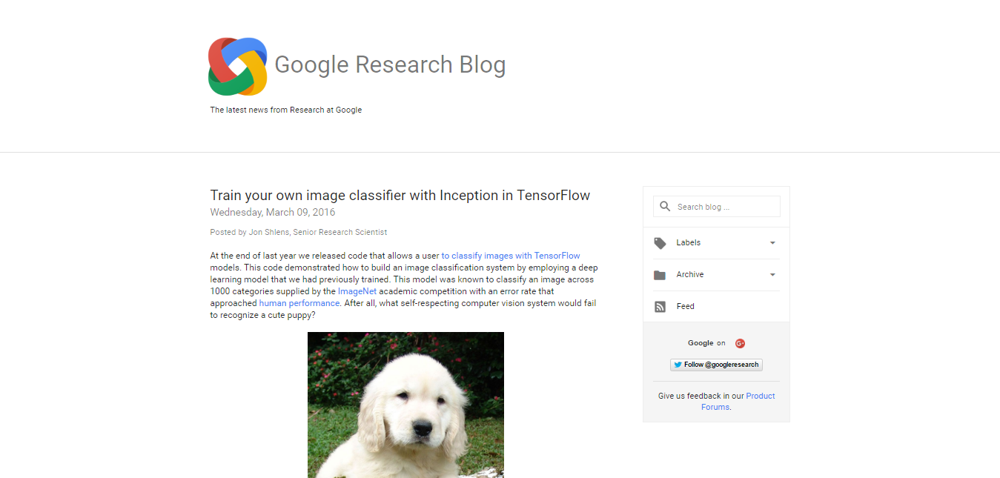 Google Research Blog
The latest news from Research at Google
Train your own image classifier with Inception in TensorFlow
Wednesday, March 09, 2016
Posted by Jon Shlens, Senior Research Scientist
At the end of last year we released code that allows a user to classify images with TensorFlow
models. This code demonstrated how to build an image classification system by employing a deep
learning model that we had previously trained. This model was known to classify an image across
1000 categories supplied by the ImageNet academic competition with an error rate that
approached human performance. After all, what self-respecting computer vision system would fail
to recognize a cute puppy?
Search blog ...
Labels
Archive
Feed
Google on G+
Follow @googleresearch
Give us feedback in our Product
Forums.